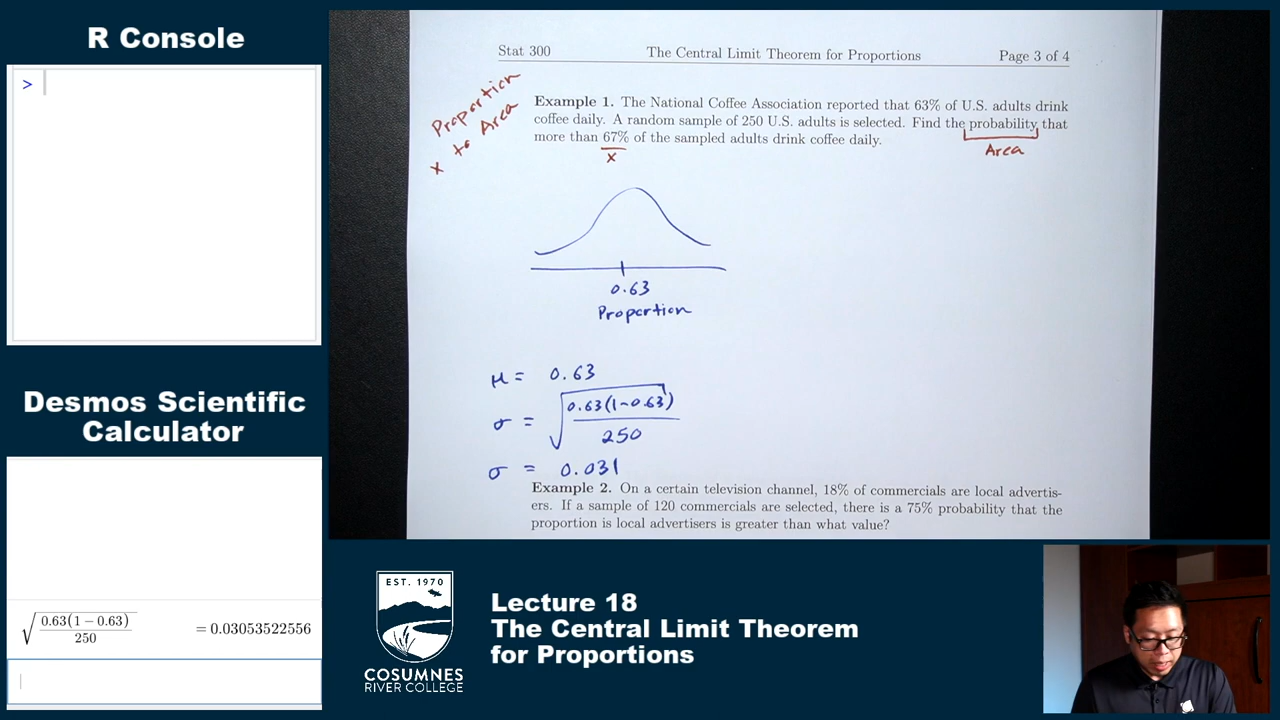 R Console
>
Desmos Scientific
Calculator
√0.63(1 − 0.63)/250 = 0.03053522556
Stat 300 The Central Limit Theorem for Proportions Page 3 of 4
Proportion
x to Area
Example 1. The National Coffee Association reported that 63% of U.S. adults drink
coffee daily. A random sample of 250 U.S. adults is selected. Find the probability that
more than 67% of the sampled adults drink coffee daily.
x
Area
0.63
Proportion
μ = 0.63
σ = √0.63(1-0.63)/250
σ = 0.031
Example 2. On a certain television channel, 18% of commercials are local advertis-
ers. If a sample of 120 commercials are selected, there is a 75% probability that the
proportion is local advertisers is greater than what value?
EST. 1970
COSUMNES
RIVER COLLEGE
Lecture 18
The Central Limit Theorem
for Proportions